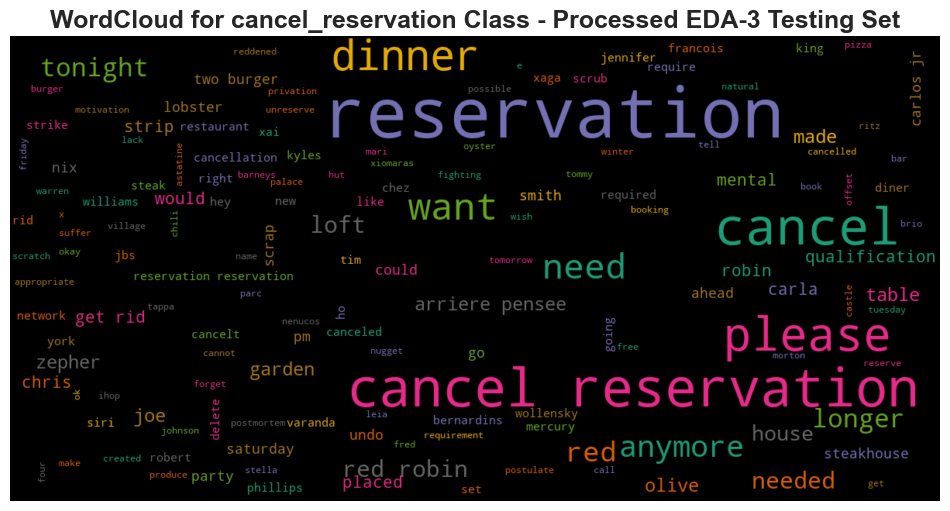 WordCloud for cancel_reservation Class - Processed EDA-3 Testing Set
reddened
dinner
francois
king
pizza
tonight
jennifer
require
e
two burger
xaga
scrub
carlos jr
burger
privation
possible
natural
reservation
motivation
lobster
unreserve
strike
strip
restaurant
xai
made
ritz
lack
cancelled
friday
astatine
cancellation
kyles
mari
oyster
winter
tell
bar
nix
right
xiomaras
barneys
hut
fighting
tommy
mental
steak
palace
chez
book
offset
diner
warren
williams
would
hey
new
like
want
smith
required
booking
cancel
brio
x
rid
suffer
village
chili
loft
wish
scratch
okay
jbs
scrap
name
tim
could
tomorrow
need
robin
qualification
appropriate
reservation reservation
parc
ahead
carla
castle
table
network
get rid
tappa
nenucos
ho
arriere pensee
going
free
tuesday
york
cancelt
pm
canceled
please
zepher
cannot
nugget
go
morton
reserve
chris
garden
cancel reservation
ok
ihop
forget
leia
siri
joe
delete
postmortem
varanda
bernardins
wollensky
mercury
longer
johnson
undo
requirement
fred
red
anymore
house
four
make
created
robert
saturday
steakhouse
produce
party
stella
red robin
postulate
call
phillips
placed
set
olive
needed
get